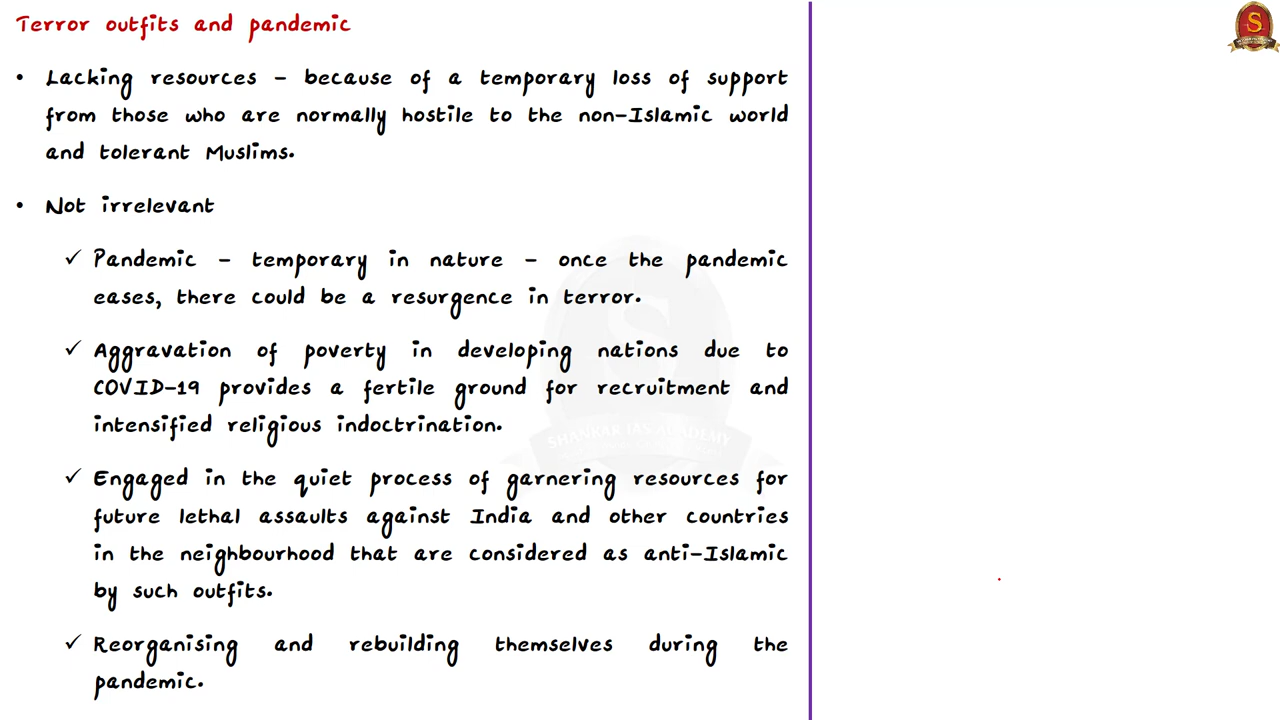 Terror outfits and pandemic
• Lacking resources – because of a temporary loss of support
from those who are normally hostile to the non-Islamic world
and tolerant Muslims.
• Not irrelevant
✓ Pandemic – temporary in nature – once the pandemic
eases, there could be a resurgence in terror.
✓ Aggravation of poverty in developing nations due to
COVID-19 provides a fertile ground for recruitment and
intensified religious indoctrination.
✓ Engaged in the quiet process of garnering resources for
future lethal assaults against India and other countries
in the neighbourhood that are considered as anti-Islamic
by such outfits.
✓ Reorganising and rebuilding themselves during the
pandemic.
S
SHANKAR IAS ACADEMY